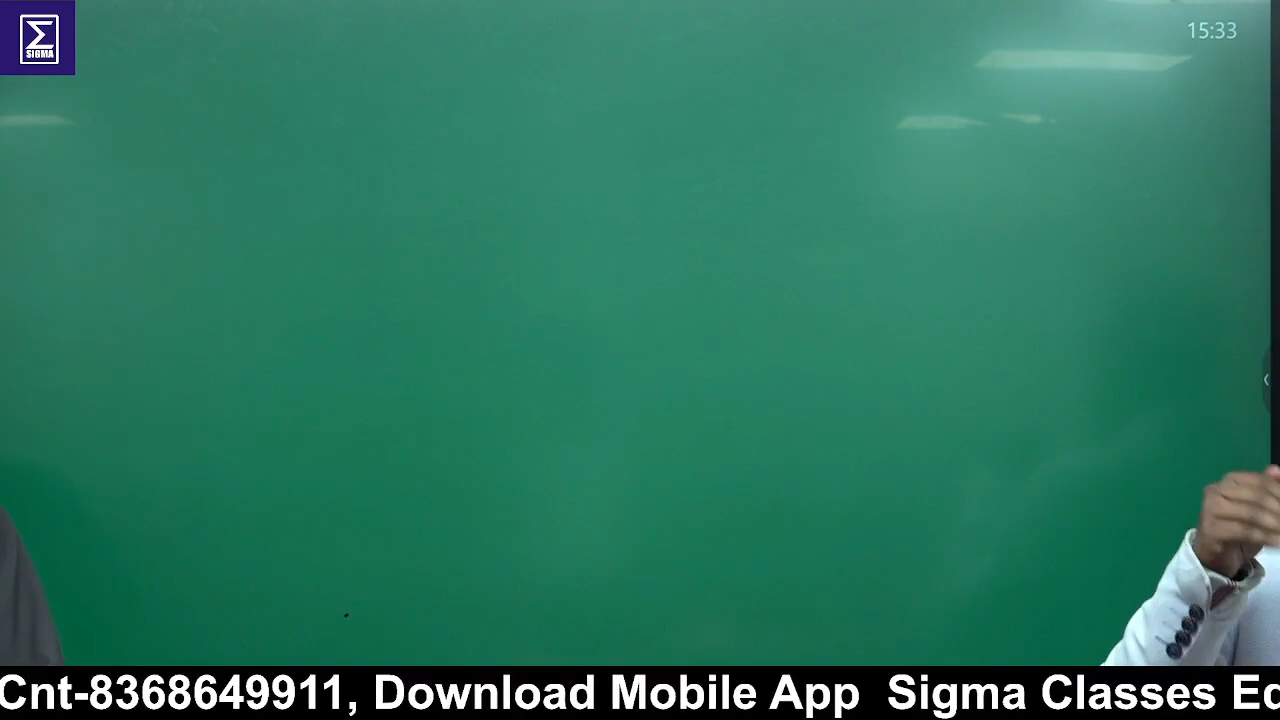 Σ
SIGMA
15:33
Cnt-8368649911, Download Mobile App Sigma Classes Ed